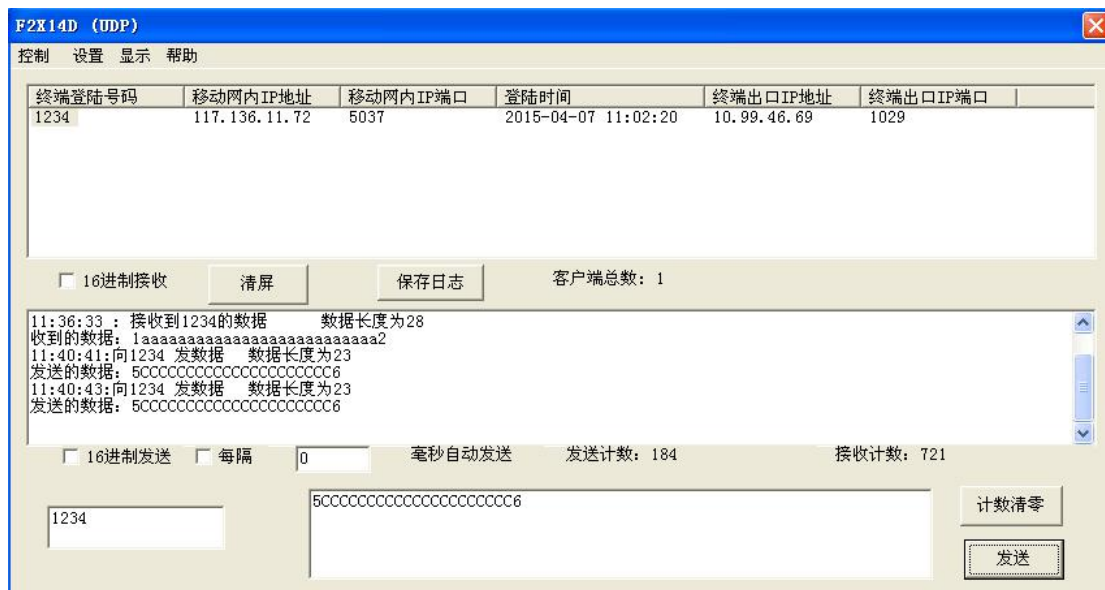 F2X14D (UDP)
控制 设置 显示 帮助
终端登陆号码 移动网内IP地址 移动网内IP端口 登陆时间 终端出口IP地址 终端出口IP端口
1234 117.136.11.72 5037 2015-04-07 11:02:20 10.99.46.69 1029
16进制接收 清屏 保存日志 客户端总数: 1
11:36:33 : 接收到1234的数据 数据长度为28
收到的数据: 1aaaaaaaaaaaaaaaaaaaaaaaaaa2
11:40:41:向1234 发数据 数据长度为23
发送的数据: 5CCCCCCCCCCCCCCCCCCCCC6
11:40:43:向1234 发数据 数据长度为23
发送的数据: 5CCCCCCCCCCCCCCCCCCCCC6
16进制发送 每隔 0 毫秒自动发送 发送计数: 184 接收计数: 721
5CCCCCCCCCCCCCCCCCCCCC6
1234
计数清零
发送